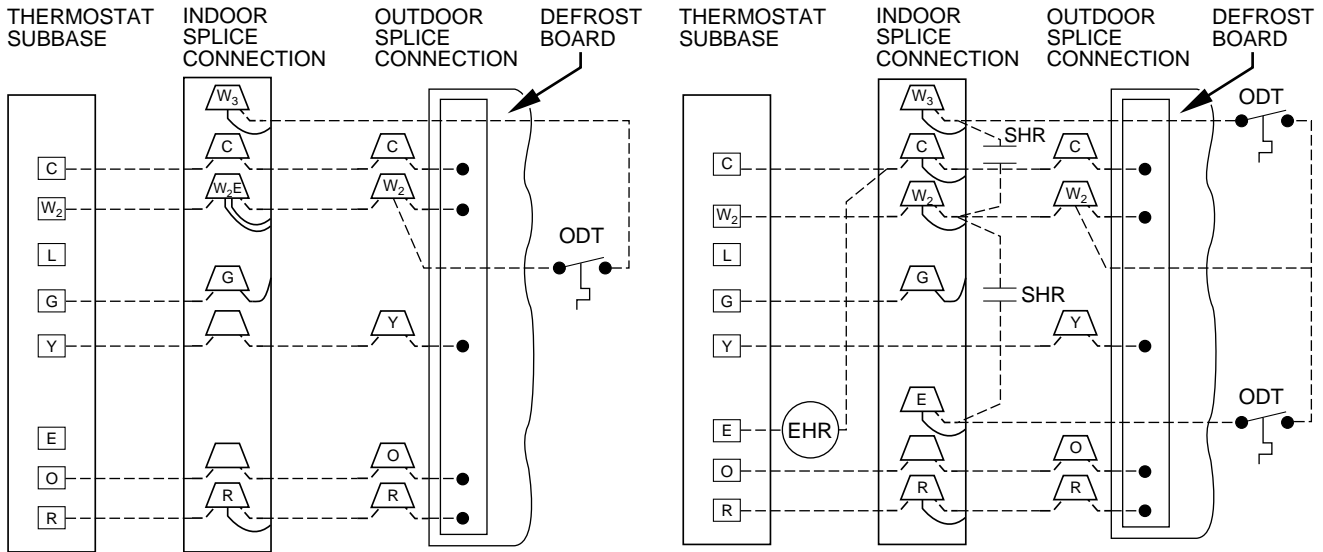 THERMOSTAT
SUBBASE
INDOOR
SPLICE
CONNECTION
OUTDOOR
SPLICE
CONNECTION
DEFROST
BOARD
C
W2
L
G
Y
E
O
R
W3
C
W2E
G
R
C
W2
Y
O
R
ODT
THERMOSTAT
SUBBASE
INDOOR
SPLICE
CONNECTION
OUTDOOR
SPLICE
CONNECTION
DEFROST
BOARD
C
W2
L
G
Y
E
O
R
EHR
W3
C
W2
G
E
R
SHR
SHR
C
W2
Y
O
R
ODT
ODT